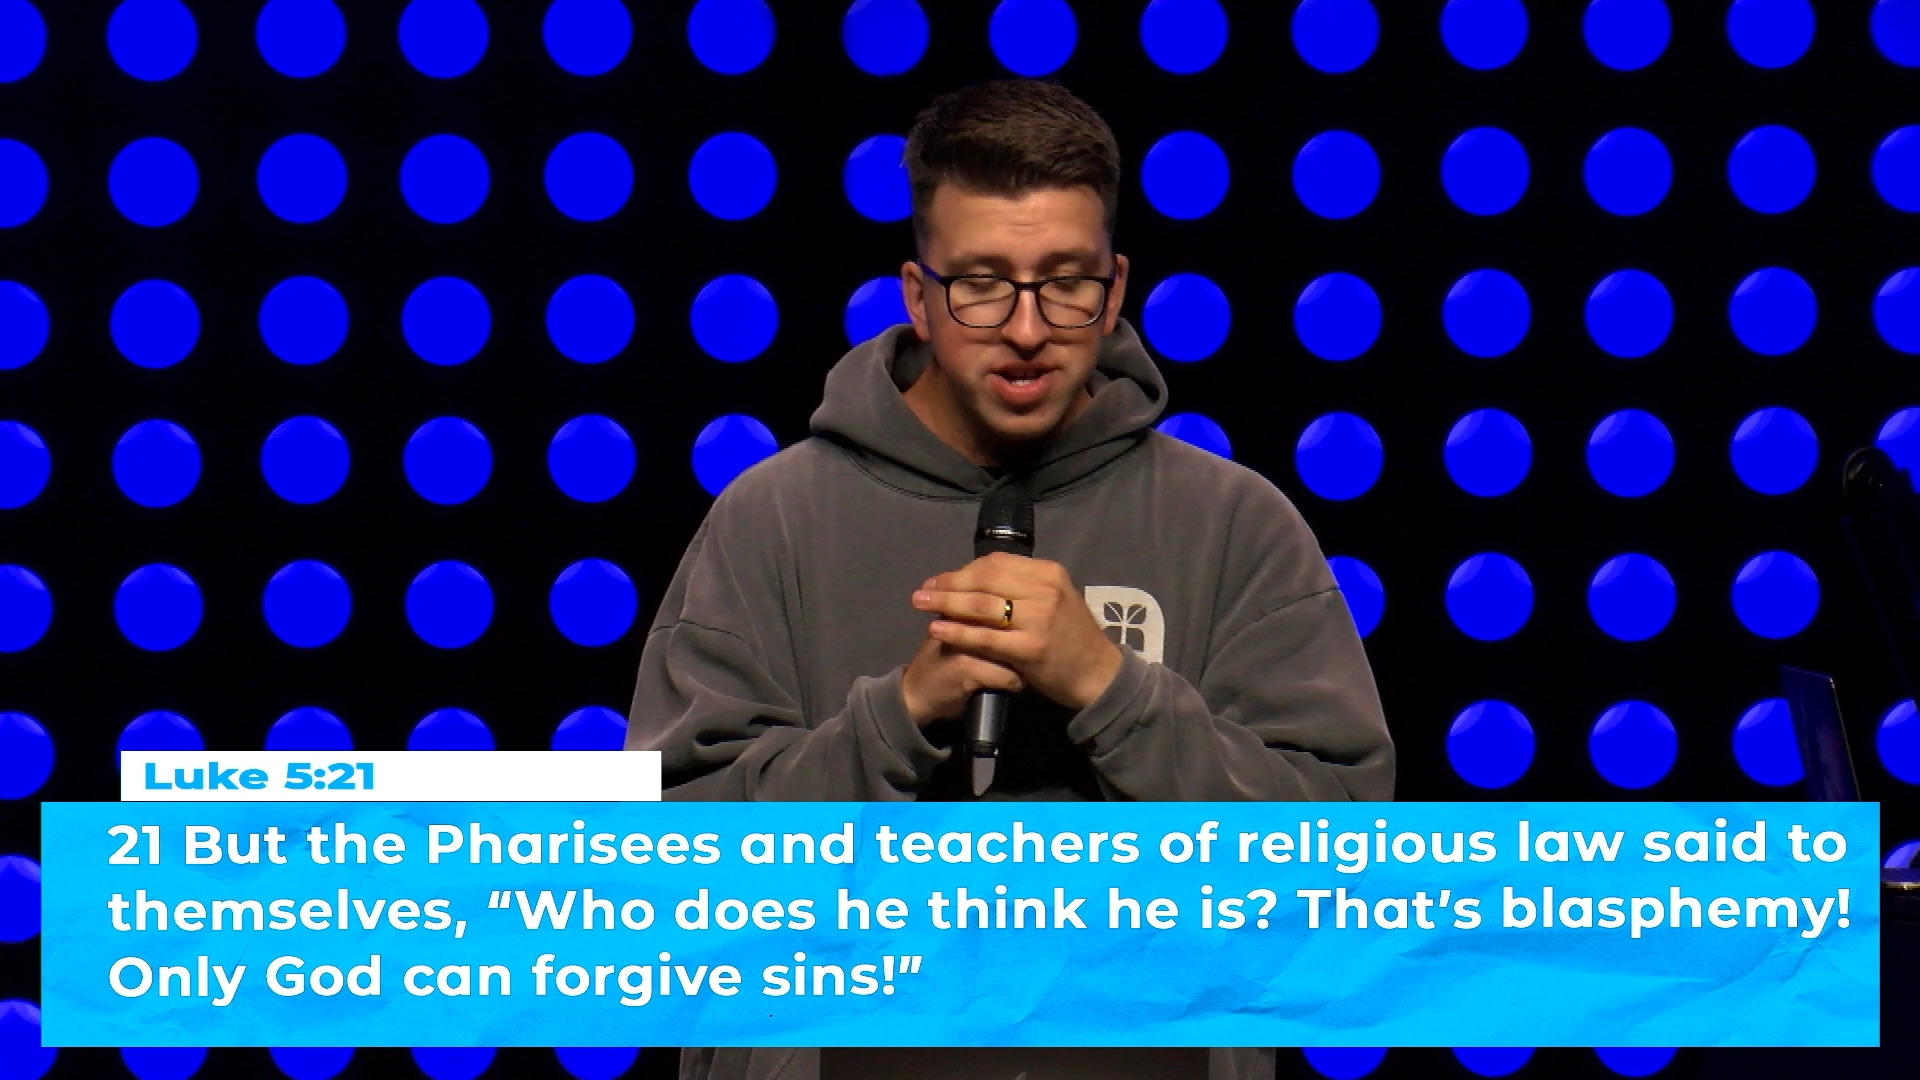 Luke 5:21
21 But the Pharisees and teachers of religious law said to
themselves, “Who does he think he is? That’s blasphemy!
Only God can forgive sins!”